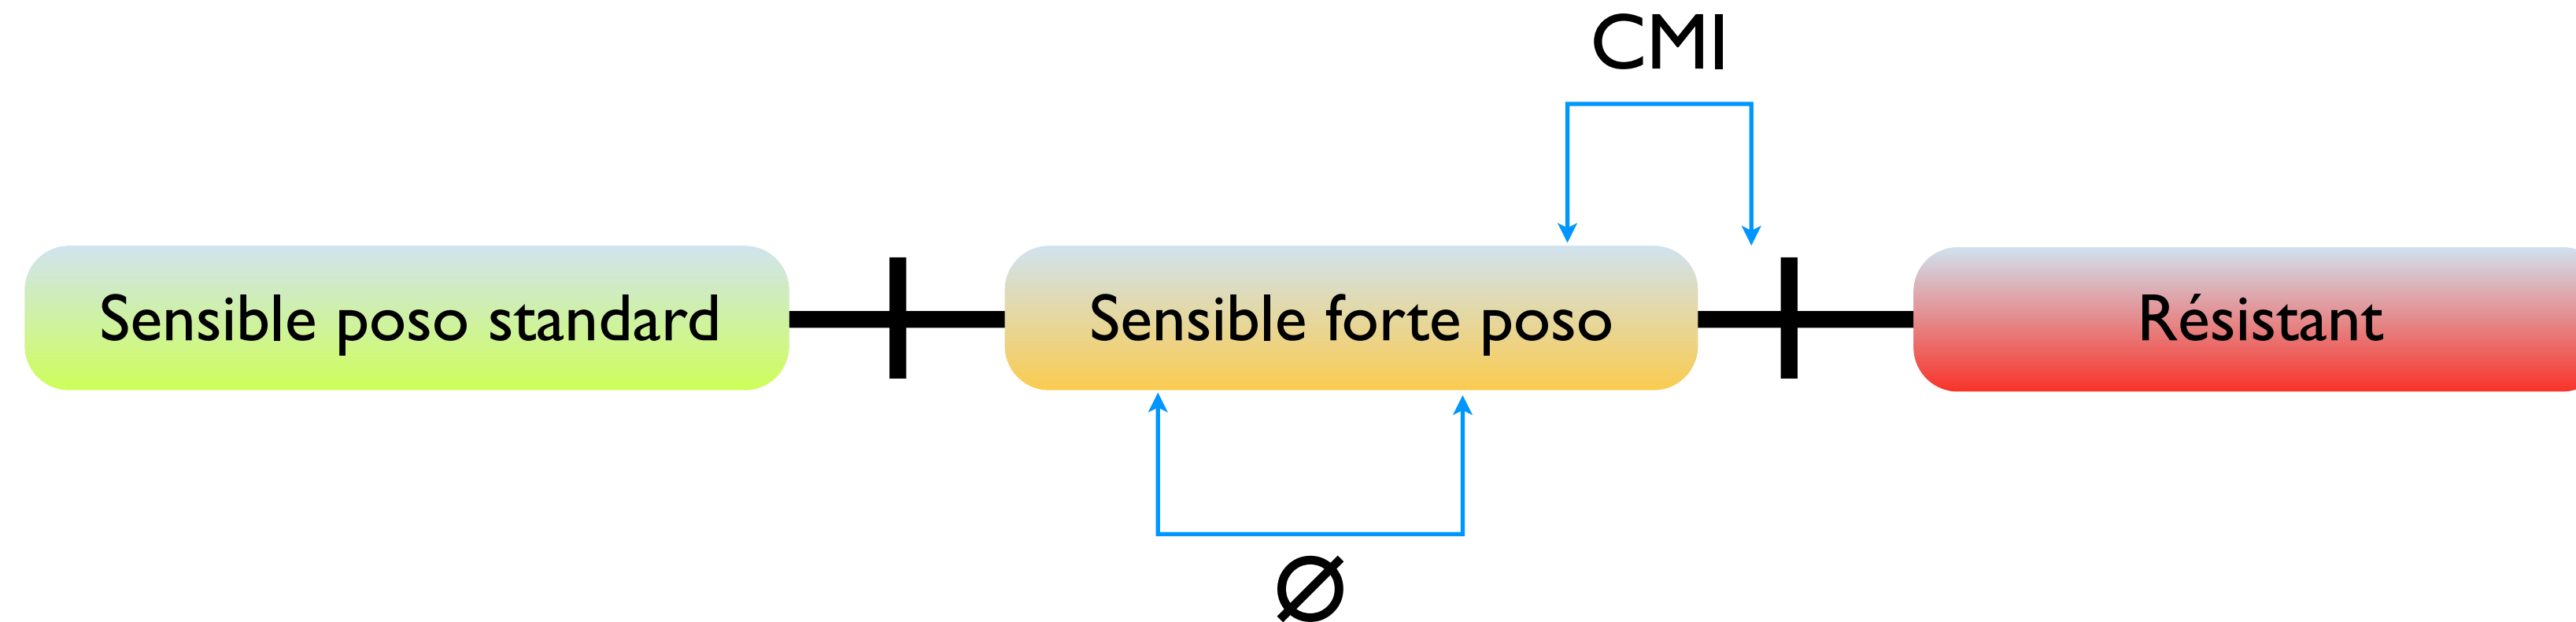 CMI
Sensible poso standard
Sensible forte poso
Résistant
Ø